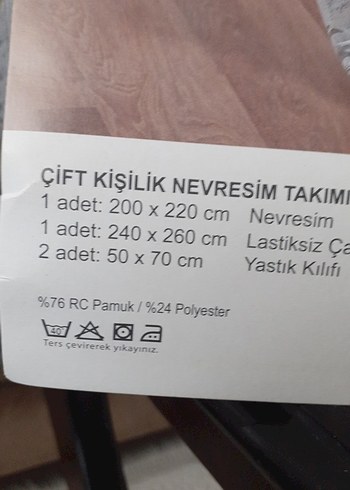 ÇİFT KİŞİLİK NEVRESİM TAKIMI
1 adet: 200 x 220 cm Nevresim
1 adet: 240 x 260 cm Lastiksiz
2 adet: 50 x 70 cm Yastık Kılıfı
%76 RC Pamuk / %24 Polyester
40°
Ters çevirerek yıkayınız.